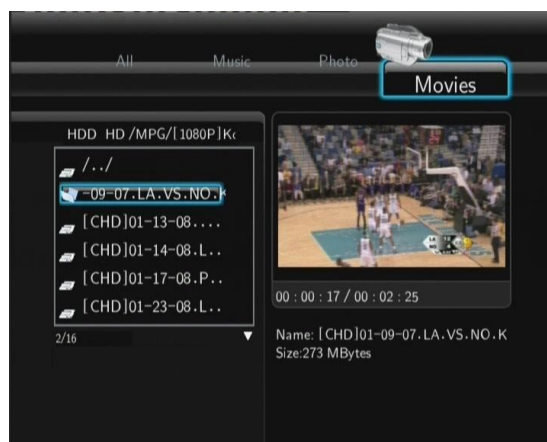 All Music Photo Movies
HDD HD /MPG/[1080P]K
/../
-09-07.LA.VS.NO.K
[CHD]01-13-08....
[CHD]01-14-08.L..
[CHD]01-17-08.P..
[CHD]01-23-08.L..
2/16
00 : 00 : 17 / 00 : 02 : 25
Name: [CHD]01-09-07.LA.VS.NO.K
Size:273 MBytes